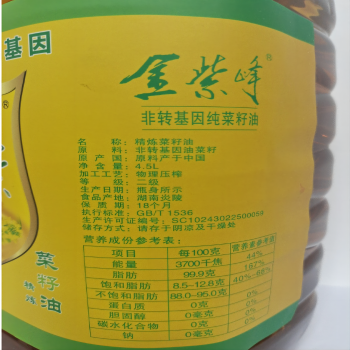 基因
金紫峰®
非转基因纯菜籽油
名称: 精炼菜籽油
原料: 非转基因油菜籽
原产国: 原料产于中国
净含量: 4.5L
加工工艺: 物理压榨
等级: 二级
生产日期: 瓶身所示
食品产地: 湖南炎陵
保质期: 18个月
执行标准: GB/T 1536
生产许可证编号: SC10243022500059
储存方式: 请存于阴凉及干燥处
营养成份参考表:
项目 每100克 营养素参考值
能量 3700千焦 44%
脂肪 99.9克 167%
饱和脂肪酸 8.5-12.0克 40%-66%
不饱和脂肪酸 88.0-95.0克 0%
蛋白质 0克 0%
胆固醇 0毫克 0%
碳水化合物 0克 0%
钠 0毫克 0%
菜籽油